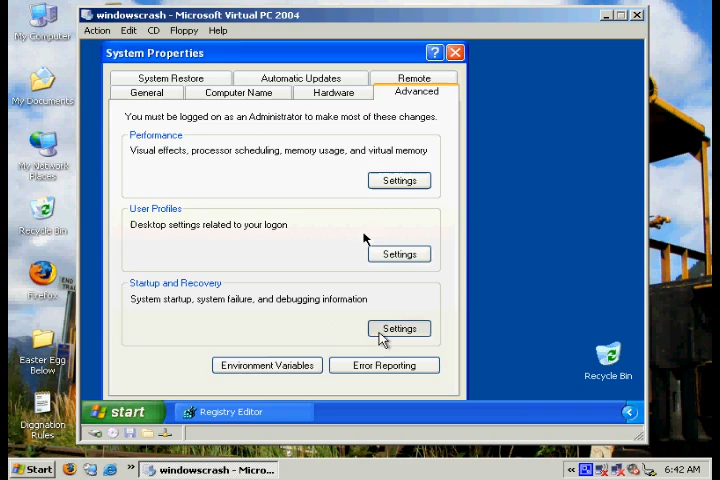 windowscrash - Microsoft Virtual PC 2004
Action Edit CD Floppy Help
System Properties
System Restore Automatic Updates Remote
General Computer Name Hardware Advanced
You must be logged on as an Administrator to make most of these changes.
Performance
Visual effects, processor scheduling, memory usage, and virtual memory
Settings
User Profiles
Desktop settings related to your logon
Settings
Startup and Recovery
System startup, system failure, and debugging information
Settings
Environment Variables Error Reporting
My Computer
My Documents
My Network
Places
Recycle Bin
Firefox
Easter Egg
Below
Diggnation
Rules
Recycle Bin
start Registry Editor
Start windowscrash - Micro... 6:42 AM
END